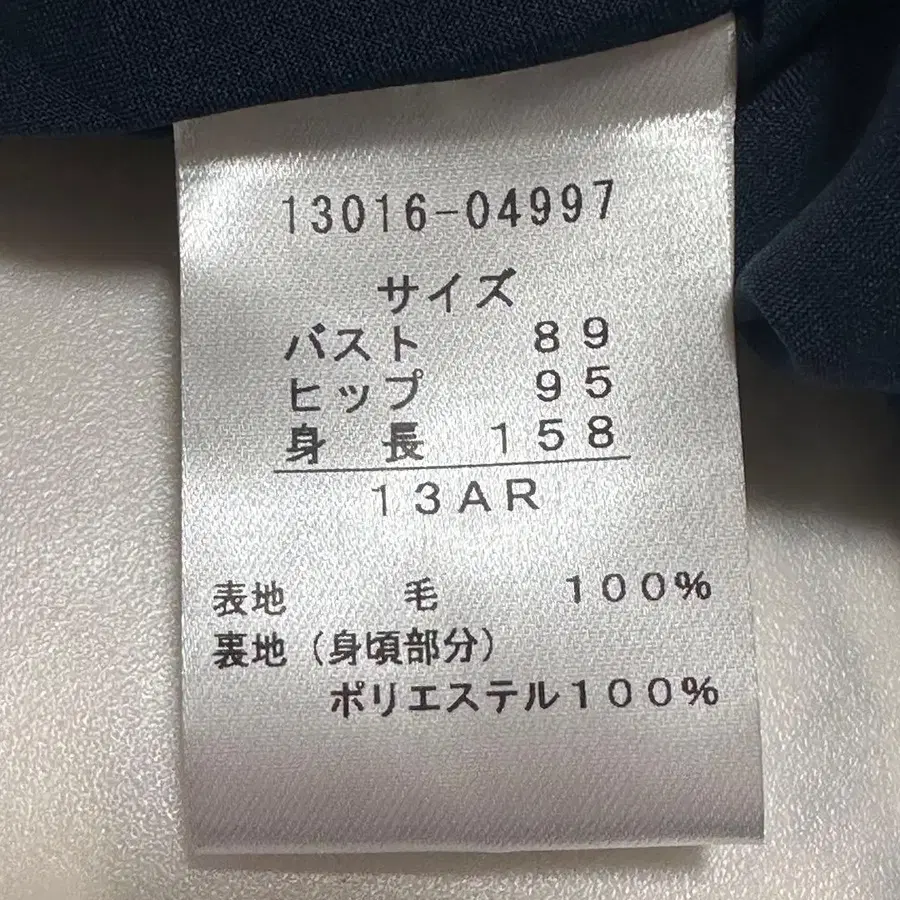 13016-04997
サイズ
バスト 89
ヒップ 95
身 長 158
13AR
表地 毛 100%
裏地（身頃部分）
ポリエステル100%